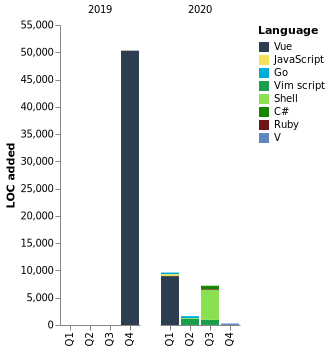 2019
2020
LOC added
55,000
50,000
45,000
40,000
35,000
30,000
25,000
20,000
15,000
10,000
5,000
0
Q1
Q2
Q3
Q4
Q1
Q2
Q3
Q4
Language
Vue
JavaScript
Go
Vim script
Shell
C#
Ruby
V